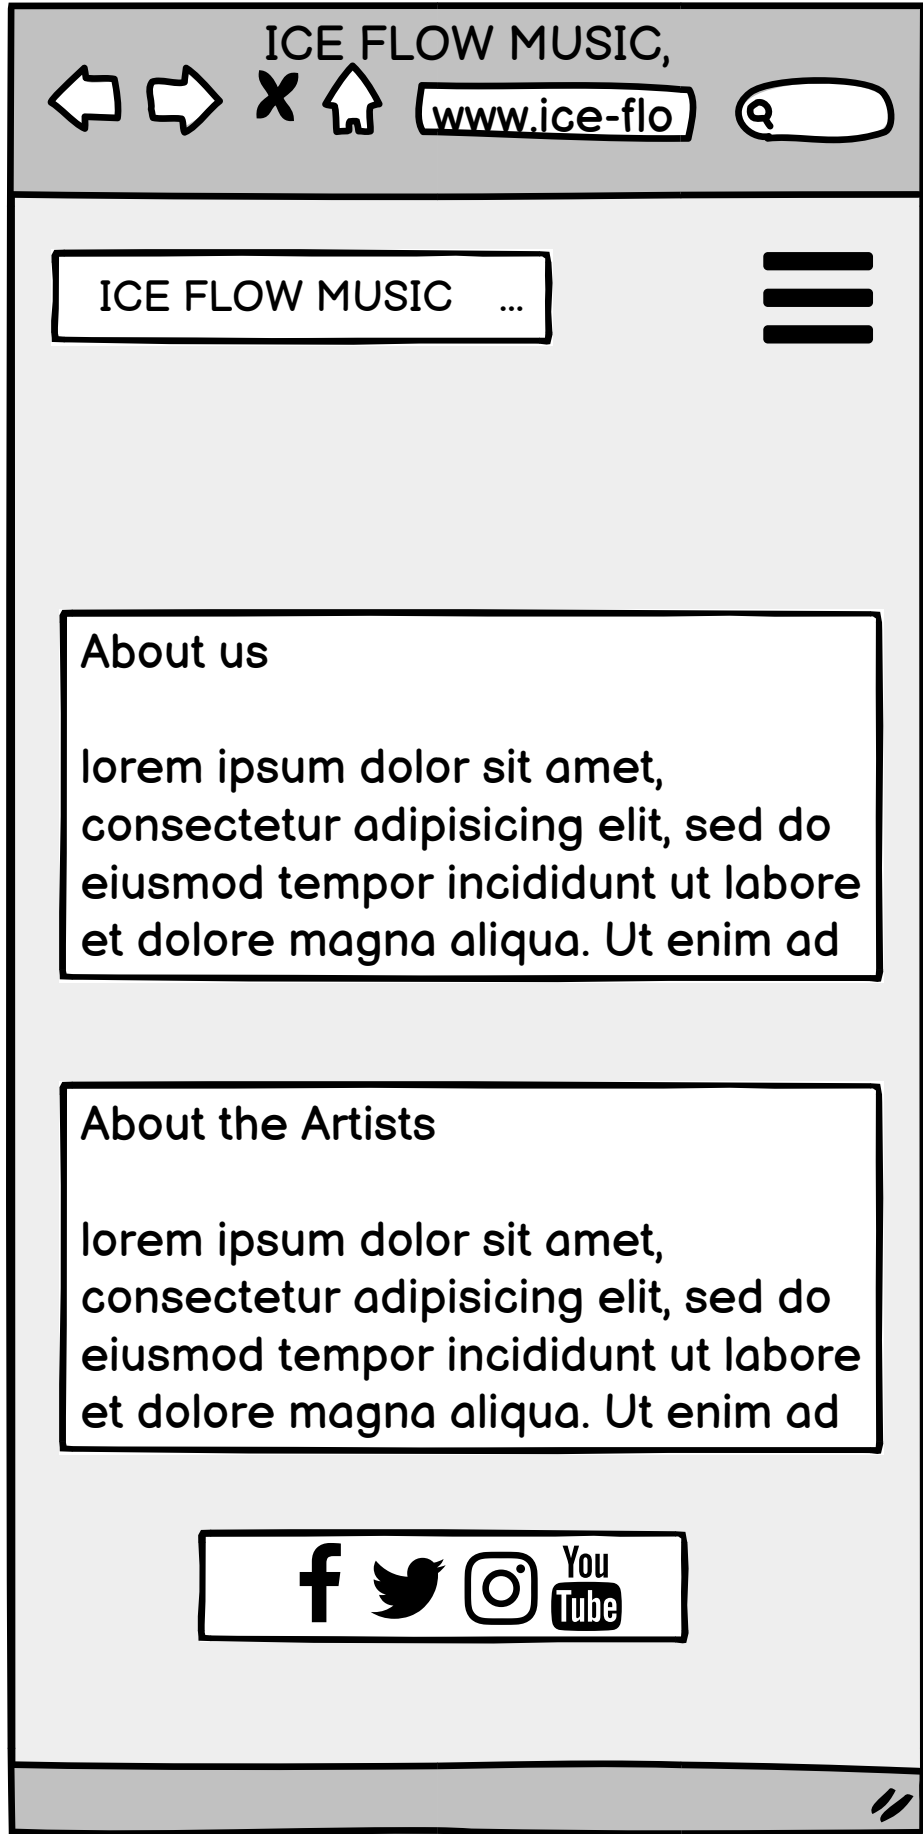 ICE FLOW MUSIC,
www.ice-flo
ICE FLOW MUSIC ...
About us
lorem ipsum dolor sit amet,
consectetur adipisicing elit, sed do
eiusmod tempor incididunt ut labore
et dolore magna aliqua. Ut enim ad
About the Artists
lorem ipsum dolor sit amet,
consectetur adipisicing elit, sed do
eiusmod tempor incididunt ut labore
et dolore magna aliqua. Ut enim ad
You
Tube